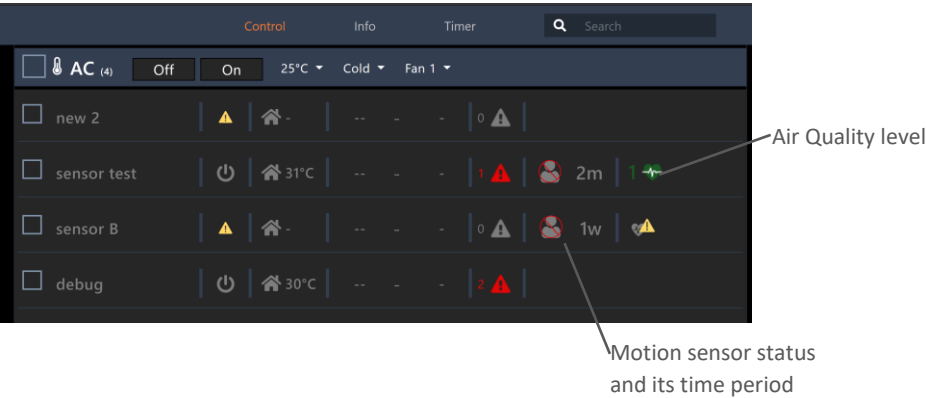 Control Info Timer Search
AC (4) Off On 25°C Cold Fan 1
new 2 - -- - - 0
Air Quality level
sensor test 31°C -- - - 1 2m 1
sensor B - -- - - 0 1w
debug 30°C -- - - 2
Motion sensor status
and its time period